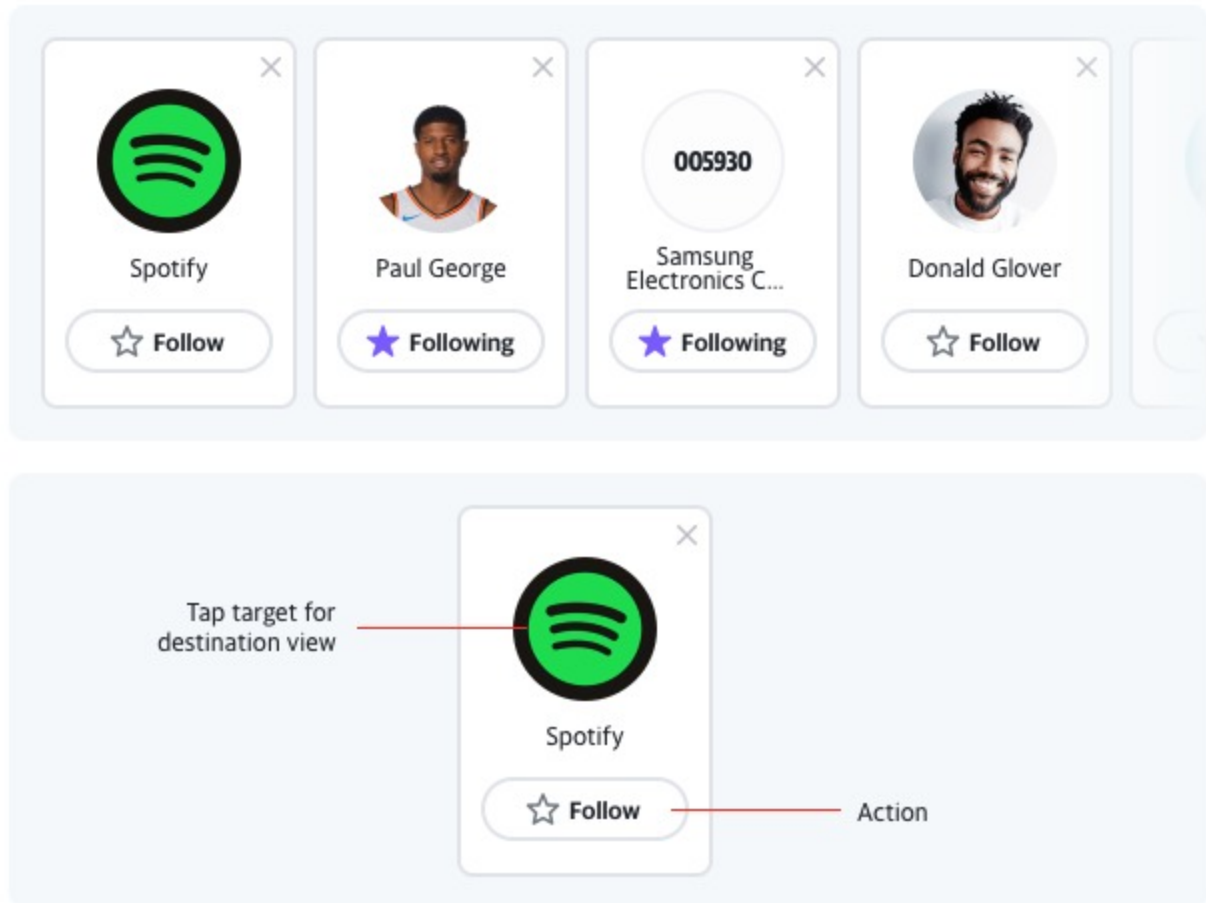 Spotify
Follow
Paul George
Following
005930
Samsung
Electronics C...
Following
Donald Glover
Follow
Tap target for
destination view
Spotify
Follow
Action